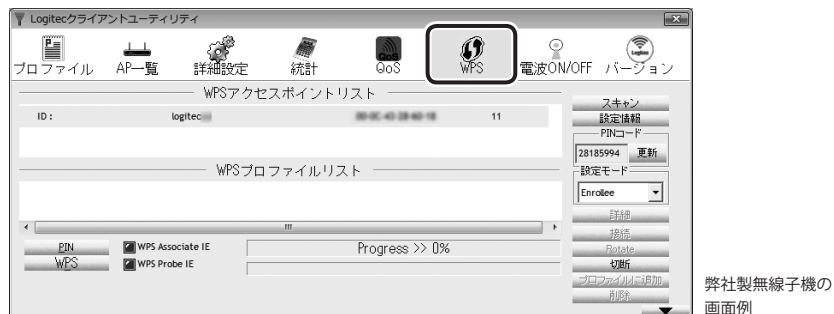 Logitecクライアントユーティリティ
プロファイル AP一覧 詳細設定 統計 QoS WPS 電波ON/OFF バージョン
WPSアクセスポイントリスト
ID : logitec 11
スキャン
設定情報
PINコード
28185994 更新
WPSプロファイルリスト
設定モード
Enrollee
詳細
接続
PIN WPS Associate IE Progress >> 0% Rotate
WPS WPS Probe IE 切断
プロファイルに追加
削除
弊社製無線子機の
画面例